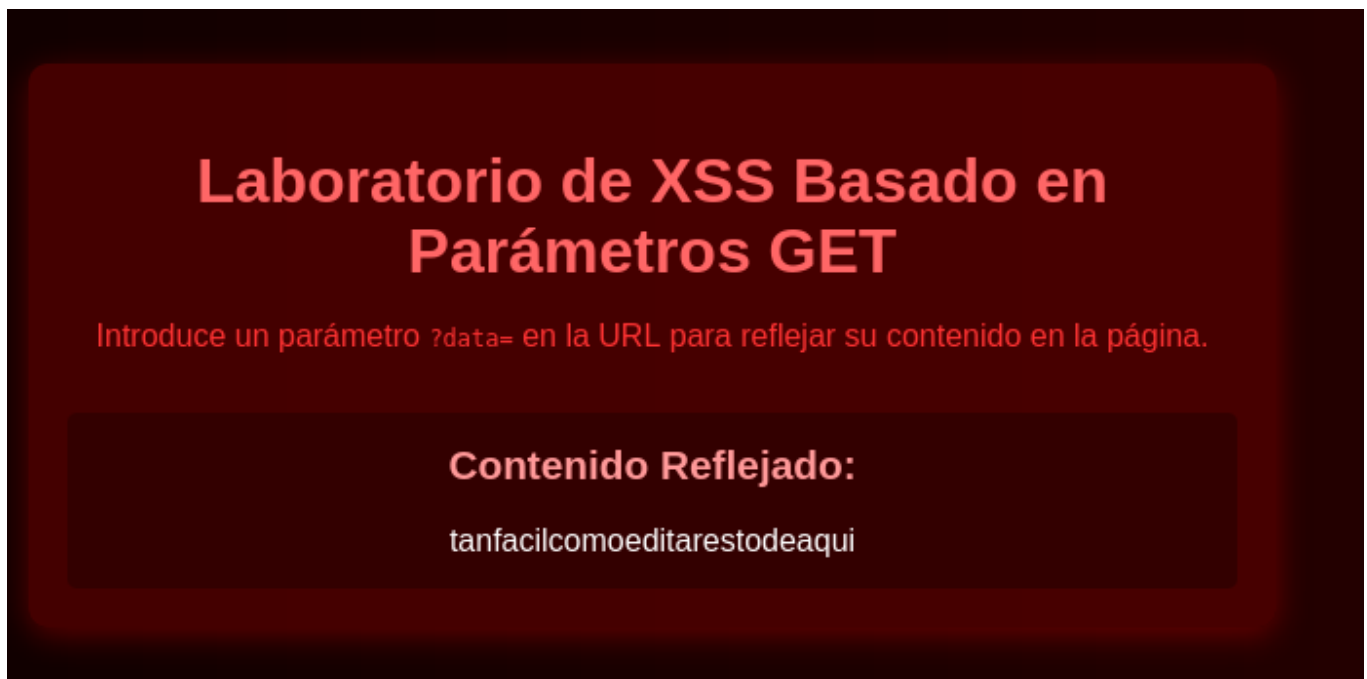 Laboratorio de XSS Basado en
Parámetros GET
Introduce un parámetro ?data= en la URL para reflejar su contenido en la página.
Contenido Reflejado:
tanfacilcomoeditarestodeaqui